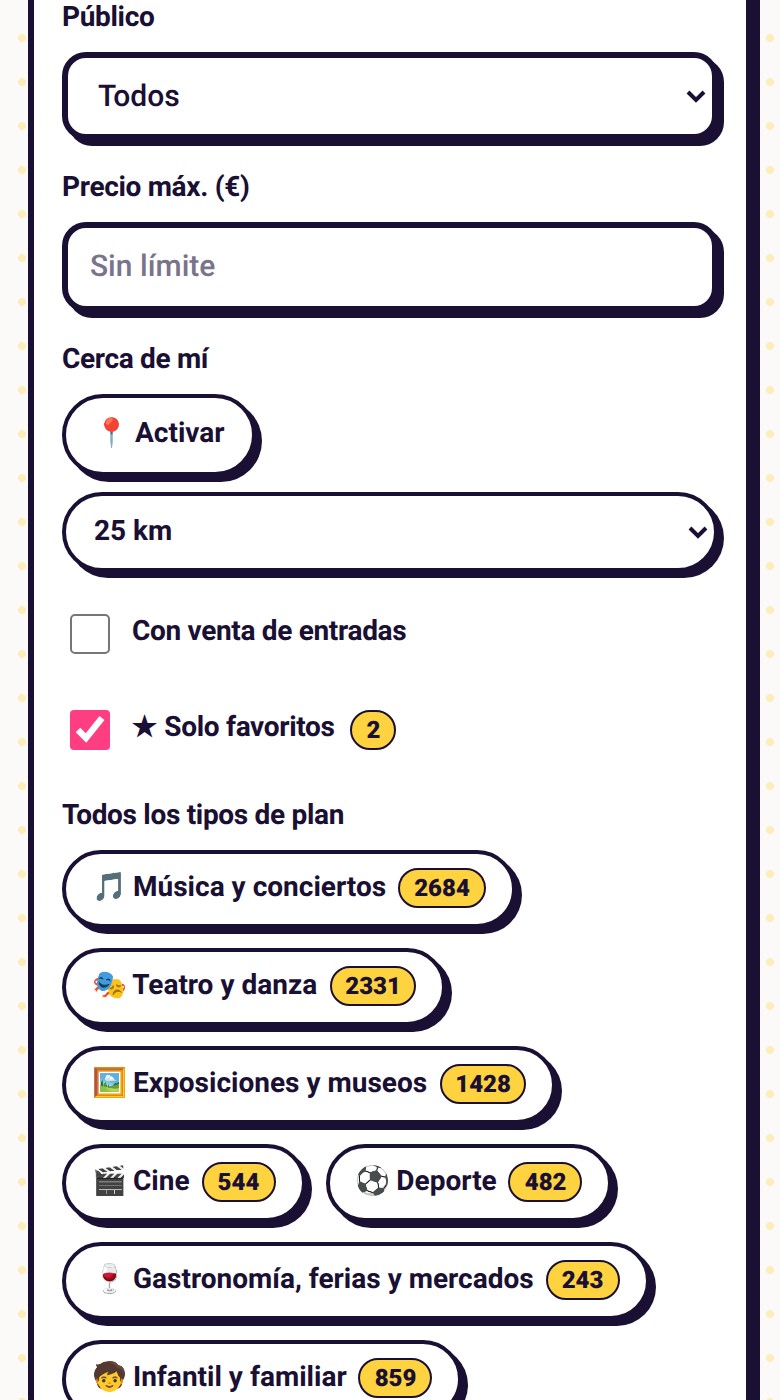 Público
Todos
Precio máx. (€)
Sin límite
Cerca de mí
📍 Activar
25 km
Con venta de entradas
★ Solo favoritos 2
Todos los tipos de plan
🎵 Música y conciertos 2684
🎭 Teatro y danza 2331
🖼️ Exposiciones y museos 1428
🎬 Cine 544 ⚽ Deporte 482
🍷 Gastronomía, ferias y mercados 243
🧒 Infantil y familiar 859